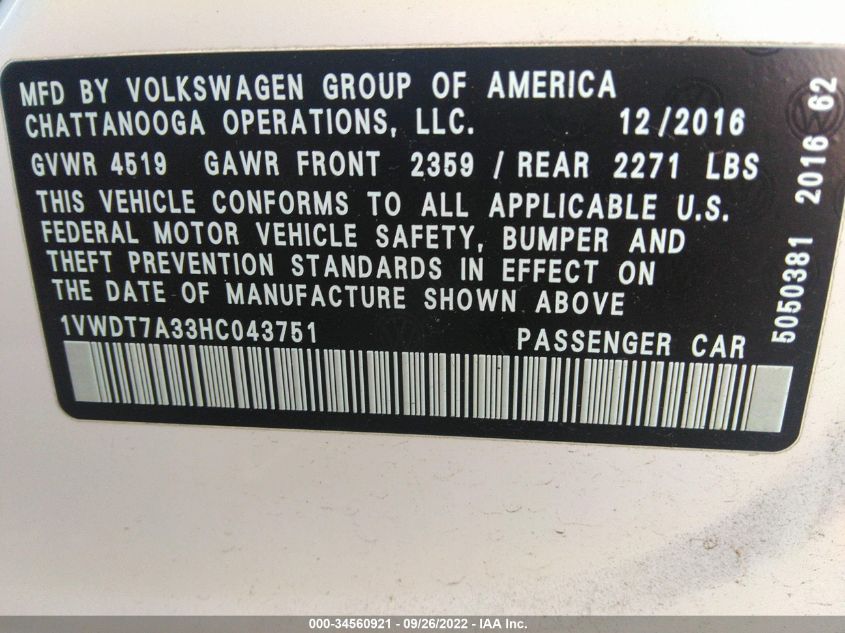 MFD BY VOLKSWAGEN GROUP OF AMERICA
CHATTANOOGA OPERATIONS, LLC. 12/2016
GVWR 4519 GAWR FRONT 2359 / REAR 2271 LBS
THIS VEHICLE CONFORMS TO ALL APPLICABLE U.S.
FEDERAL MOTOR VEHICLE SAFETY, BUMPER AND
THEFT PREVENTION STANDARDS IN EFFECT ON
THE DATE OF MANUFACTURE SHOWN ABOVE
1VWDT7A33HC043751 PASSENGER CAR
5050381 2016 62
000-34560921 - 09/26/2022 - IAA Inc.